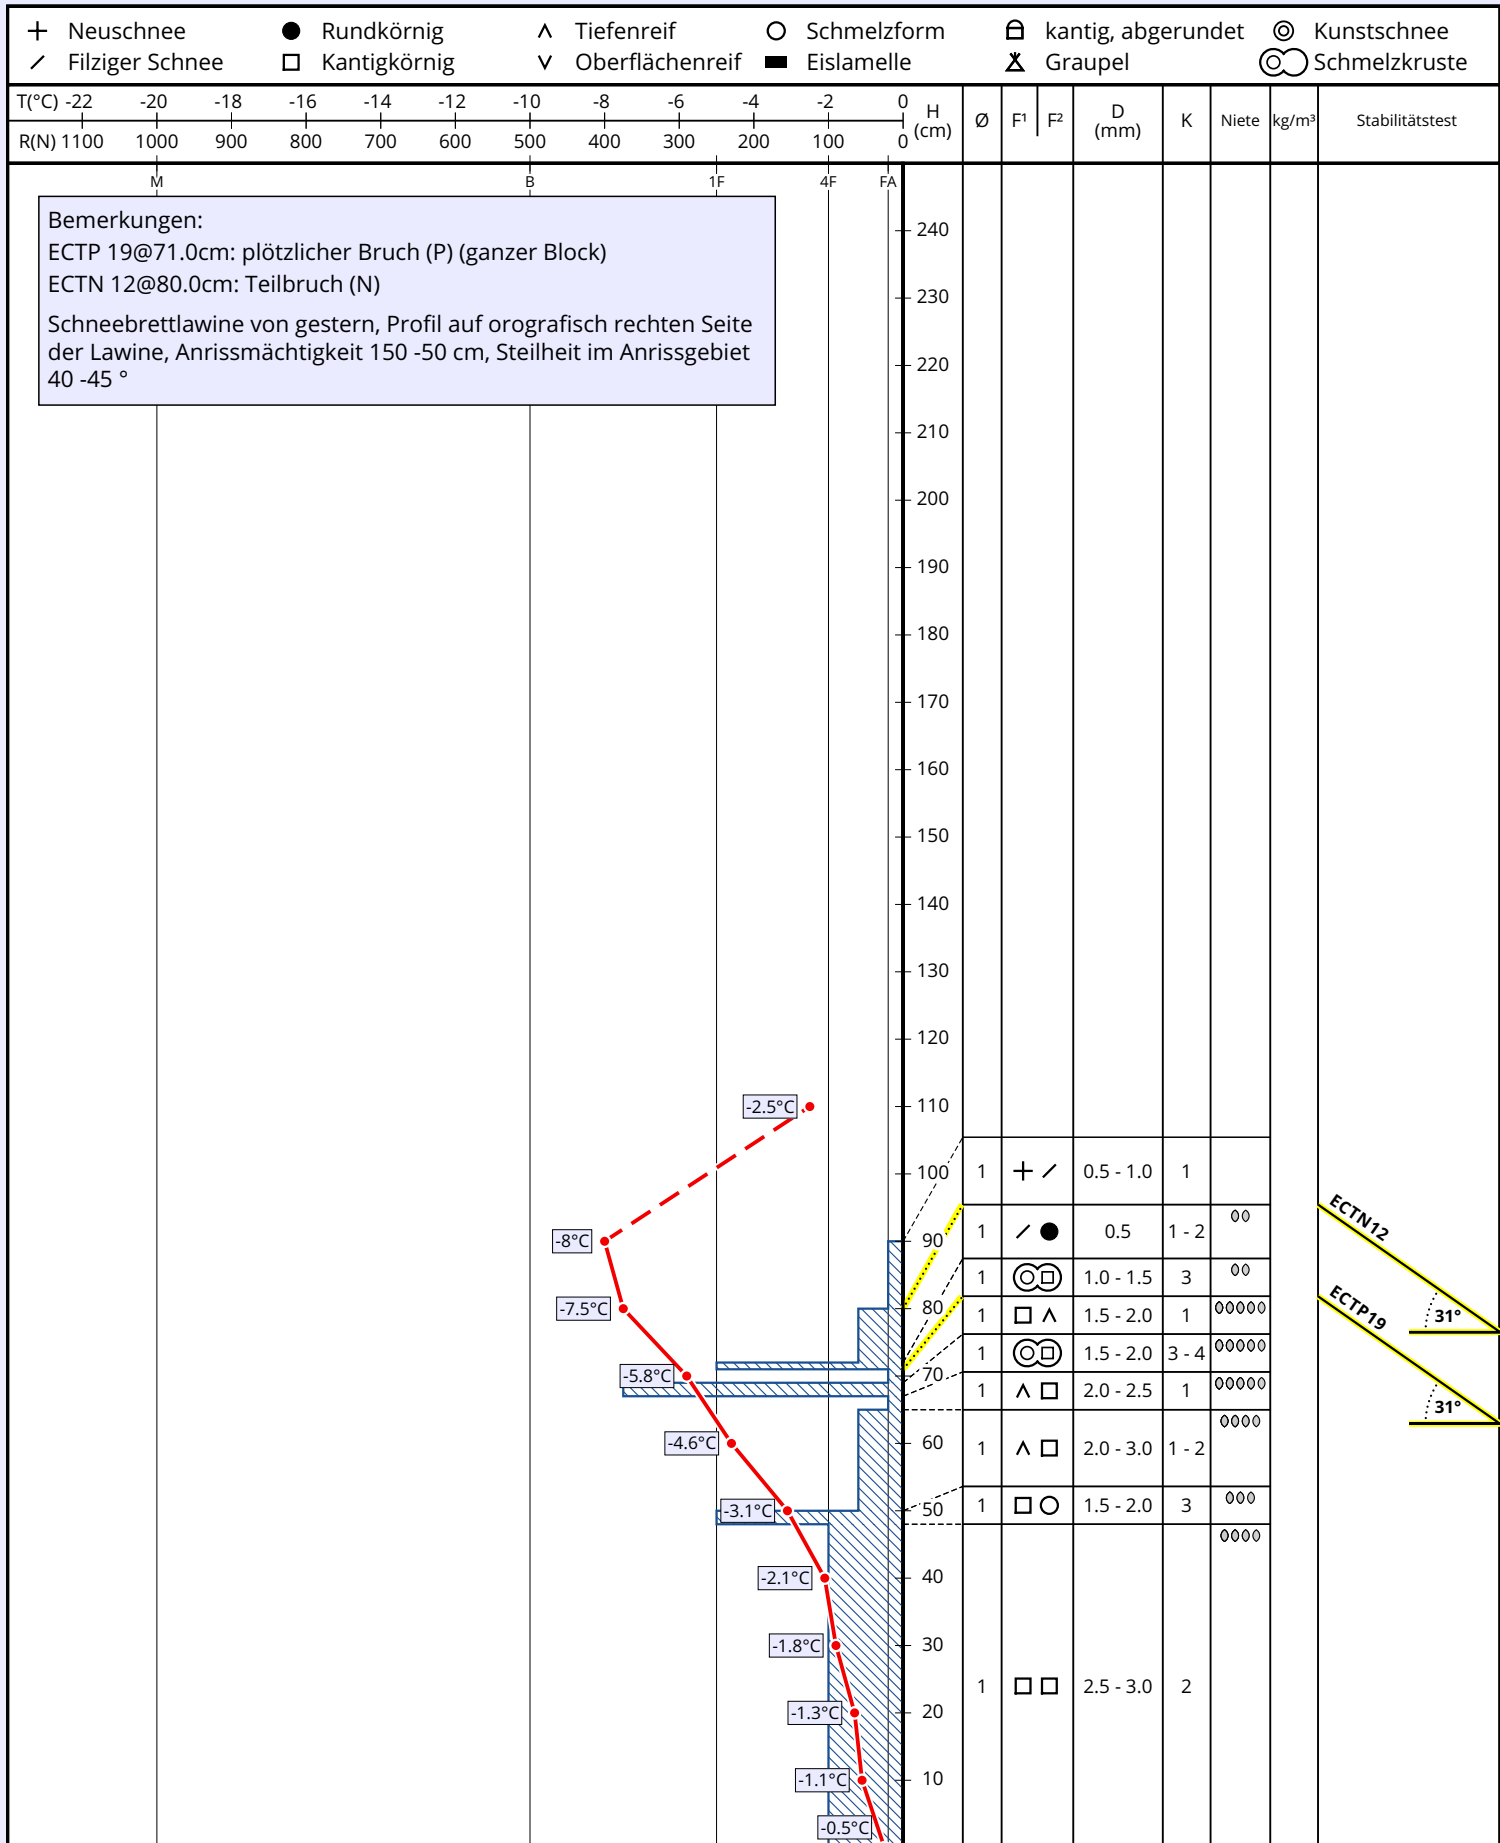 Neuschnee Rundkörnig Tiefenreif Schmelzform kantig, abgerundet Kunstschnee
Filziger Schnee Kantigkörnig Oberflächenreif Eislamelle Graupel Schmelzkruste
T(°C) -22 -20 -18 -16 -14 -12 -10 -8 -6 -4 -2 0
R(N) 1100 1000 900 800 700 600 500 400 300 200 100 0
H (cm) Ø F¹ F² D (mm) K Niete kg/m³ Stabilitätstest
M B 1F 4F FA
Bemerkungen:
ECTP 19@71.0cm: plötzlicher Bruch (P) (ganzer Block)
ECTN 12@80.0cm: Teilbruch (N)
Schneebrettlawine von gestern, Profil auf orografisch rechten Seite
der Lawine, Anrissmächtigkeit 150 -50 cm, Steilheit im Anrissgebiet
40 -45 °
240
230
220
210
200
190
180
170
160
150
140
130
120
110
100
90
80
70
60
50
40
30
20
10
-2.5°C
-8°C
-7.5°C
-5.8°C
-4.6°C
-3.1°C
-2.1°C
-1.8°C
-1.3°C
-1.1°C
-0.5°C
1 0.5 - 1.0 1
1 0.5 1 - 2
1 1.0 - 1.5 3
1 1.5 - 2.0 1
1 1.5 - 2.0 3 - 4
1 2.0 - 2.5 1
1 2.0 - 3.0 1 - 2
1 1.5 - 2.0 3
1 2.5 - 3.0 2
ECTN12
31°
ECTP19
31°